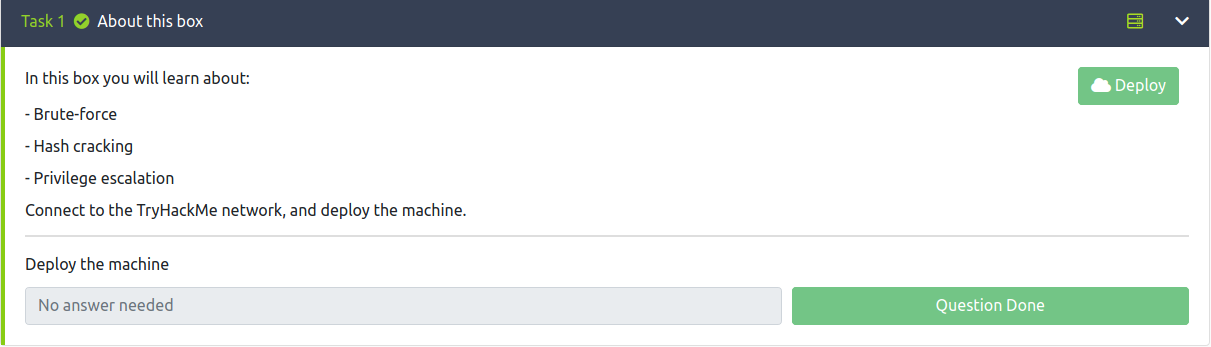 Task 1 About this box
In this box you will learn about:
Deploy
- Brute-force
- Hash cracking
- Privilege escalation
Connect to the TryHackMe network, and deploy the machine.
Deploy the machine
No answer needed
Question Done